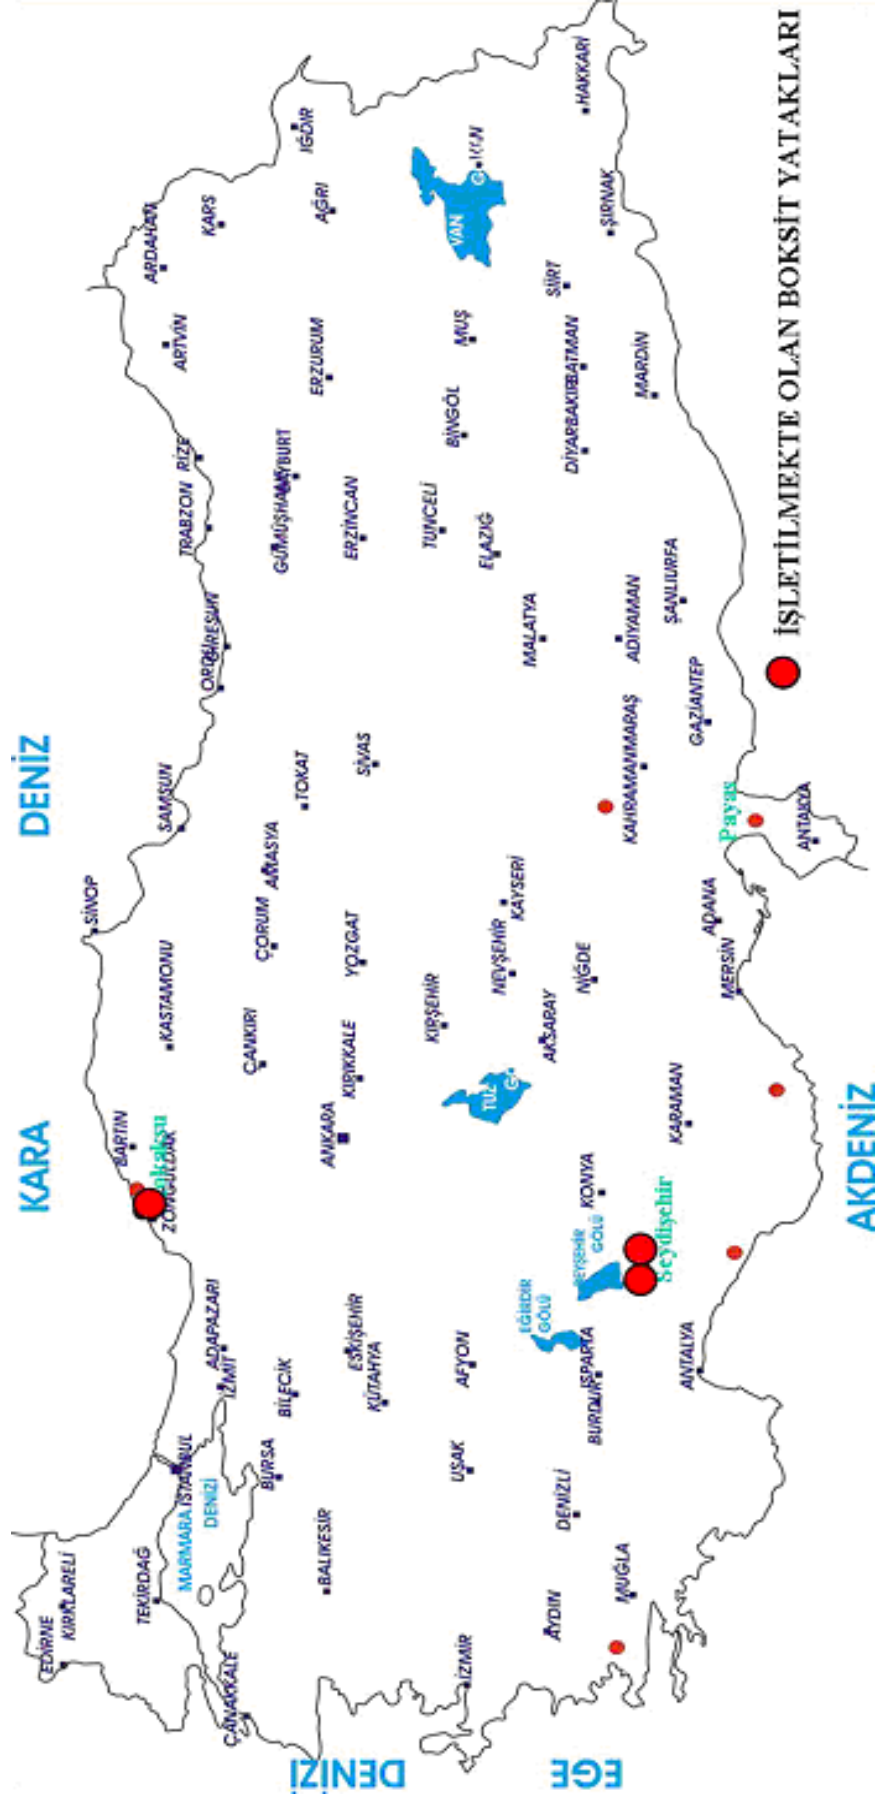 KARA
DENİZ
SİNOP
BARTIN
ZONGULDAK
KASTAMONU
SAMSUN
TRABZON
RİZE
ARTVİN
ARDAHAN
KARS
EDİRNE
KIRKLARELİ
TEKİRDAĞ
İSTANBUL
MARMARA
DENİZİ
İZMİT
ADAPAZARI
ÇANKIRI
ÇORUM
AMASYA
TOKAT
ORDU
GİRESUN
GÜMÜŞHANE
BAYBURT
IĞDIR
ÇANAKKALE
BURSA
BİLECİK
BALIKESİR
ESKİŞEHİR
KÜTAHYA
ANKARA
KIRIKKALE
YOZGAT
SİVAS
ERZİNCAN
ERZURUM
AĞRI
DENİZİ
EGE
İZMİR
UŞAK
AFYON
KIRŞEHİR
TUZ
G.
NEVŞEHİR
KAYSERİ
TUNCELİ
ELAZIĞ
BİNGÖL
MUŞ
VAN
G
AYDIN
DENİZLİ
BURDUR
ISPARTA
EĞİRDİR
GÖLÜ
BEYŞEHİR
GÖLÜ
KONYA
AKSARAY
NİĞDE
MALATYA
DİYARBAKIR
BATMAN
SİİRT
HAKKARİ
MUĞLA
Seydişehir
KARAMAN
KAHRAMANMARAŞ
ADIYAMAN
ŞANLIURFA
MARDİN
ŞIRNAK
ANTALYA
MERSİN
ADANA
Payas
GAZİANTEP
ANTAKYA
AKDENİZ
İŞLETİLMEKTE OLAN BOKSİT YATAKLARI